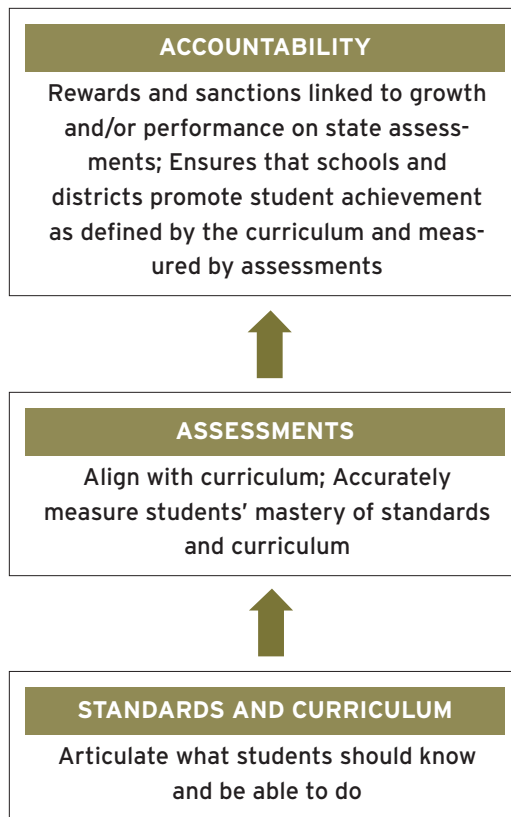 ACCOUNTABILITY
Rewards and sanctions linked to growth
and/or performance on state assess-
ments; Ensures that schools and
districts promote student achievement
as defined by the curriculum and meas-
ured by assessments
ASSESSMENTS
Align with curriculum; Accurately
measure students’ mastery of standards
and curriculum
STANDARDS AND CURRICULUM
Articulate what students should know
and be able to do